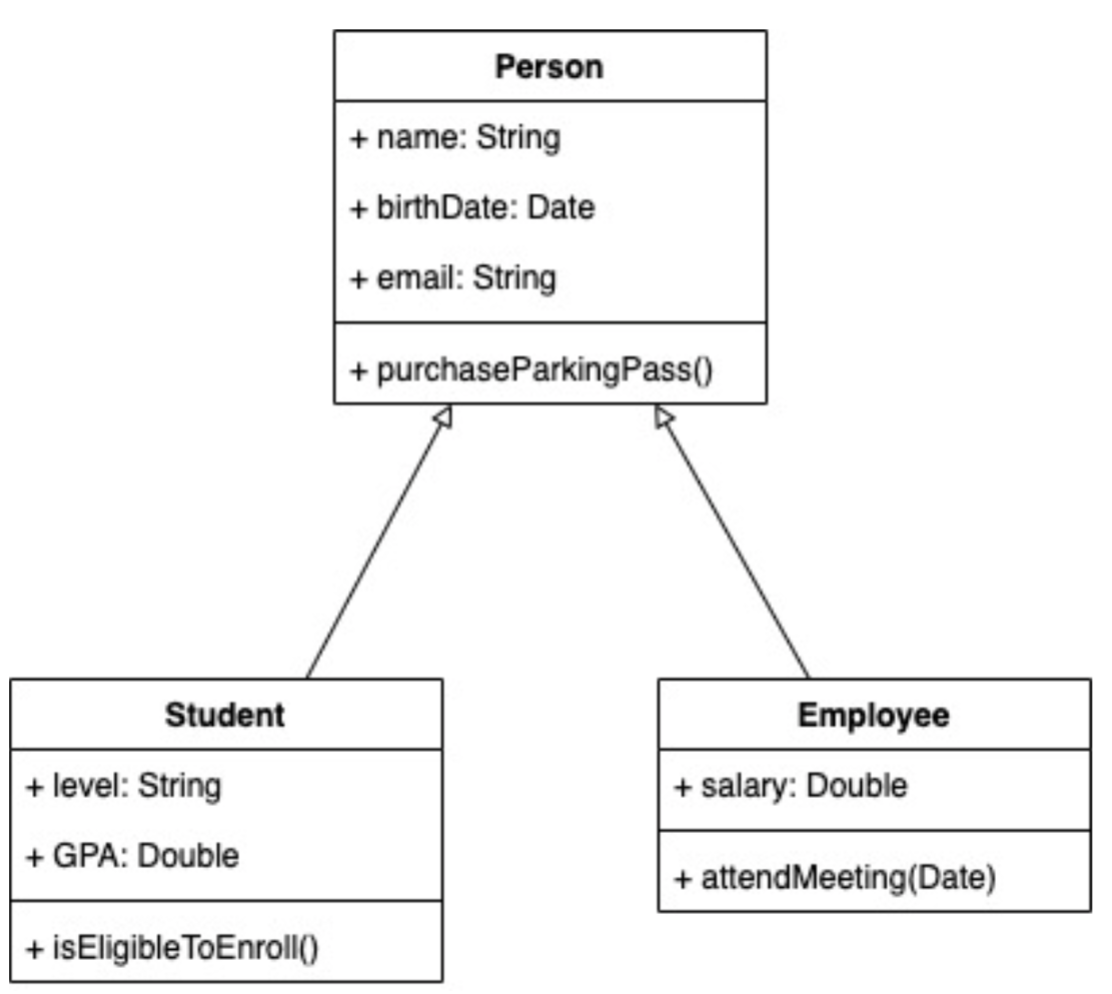 Person
+ name: String
+ birthDate: Date
+ email: String
+ purchaseParkingPass()
Student
+ level: String
+ GPA: Double
+ isEligibleToEnroll()
Employee
+ salary: Double
+ attendMeeting(Date)